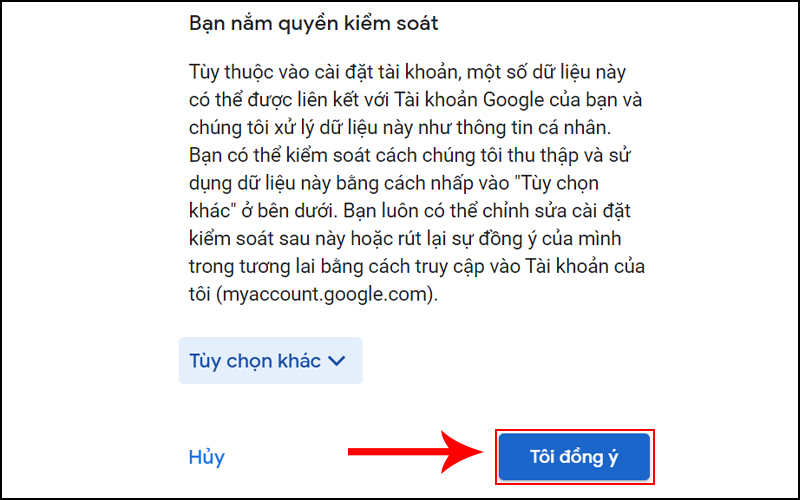 Bạn nắm quyền kiểm soát
Tùy thuộc vào cài đặt tài khoản, một số dữ liệu này
có thể được liên kết với Tài khoản Google của bạn và
chúng tôi xử lý dữ liệu này như thông tin cá nhân.
Bạn có thể kiểm soát cách chúng tôi thu thập và sử
dụng dữ liệu này bằng cách nhấp vào "Tùy chọn
khác" ở bên dưới. Bạn luôn có thể chỉnh sửa cài đặt
kiểm soát sau này hoặc rút lại sự đồng ý của mình
trong tương lai bằng cách truy cập vào Tài khoản của
tôi (myaccount.google.com).
Tùy chọn khác
Hủy
Tôi đồng ý